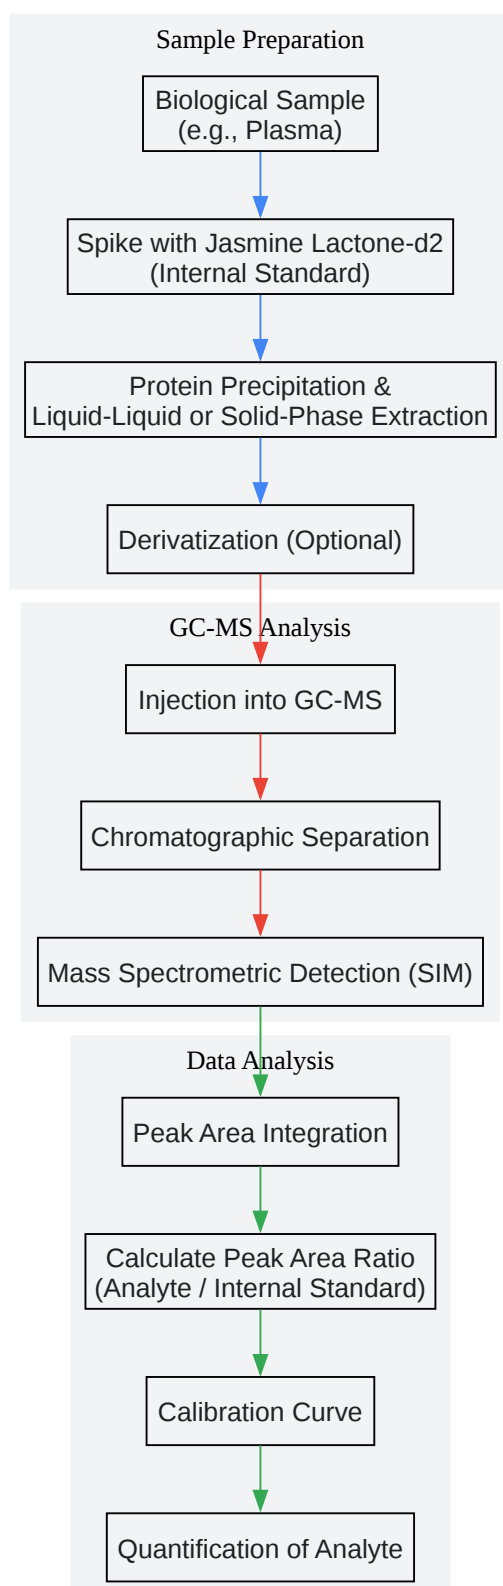 Sample Preparation
Biological Sample
(e.g., Plasma)
Spike with Jasmine Lactone-d2
(Internal Standard)
Protein Precipitation &
Liquid-Liquid or Solid-Phase Extraction
Derivatization (Optional)
GC-MS Analysis
Injection into GC-MS
Chromatographic Separation
Mass Spectrometric Detection (SIM)
Data Analysis
Peak Area Integration
Calculate Peak Area Ratio
(Analyte / Internal Standard)
Calibration Curve
Quantification of Analyte